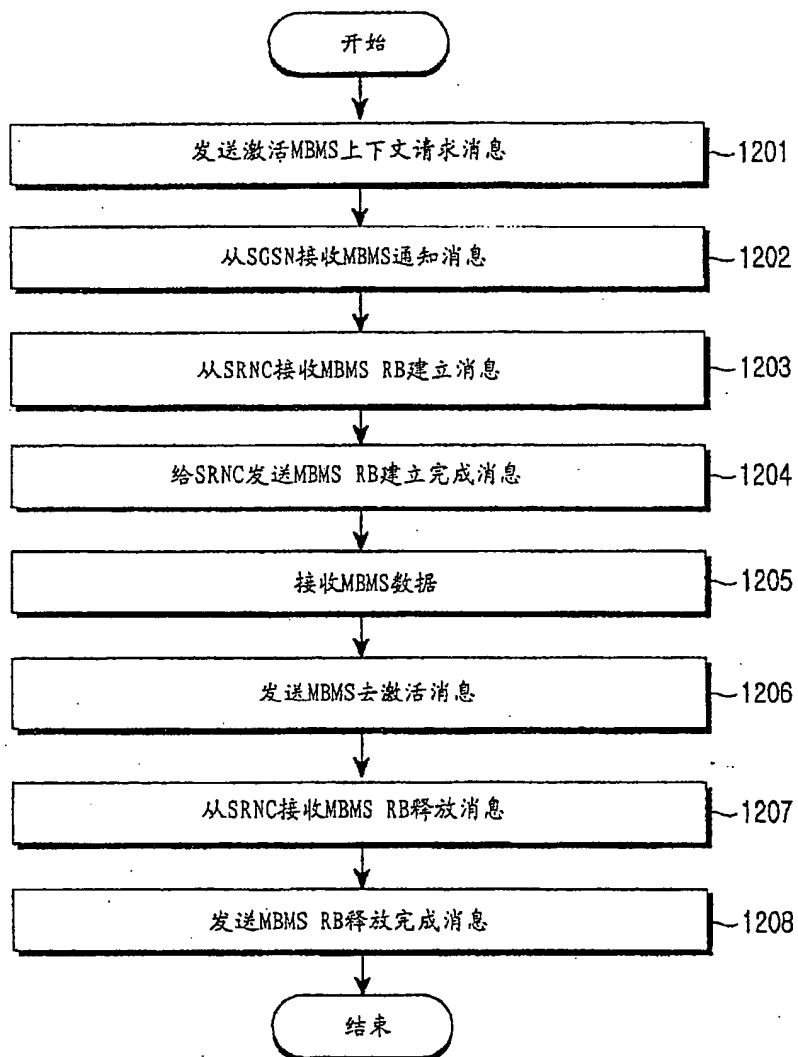 开始
发送激活MBMS上下文请求消息
1201
从SGSN接收MBMS通知消息
1202
从SRNC接收MBMS RB建立消息
1203
给SRNC发送MBMS RB建立完成消息
1204
接收MBMS数据
1205
发送MBMS去激活消息
1206
从SRNC接收MBMS RB释放消息
1207
发送MBMS RB释放完成消息
1208
结束